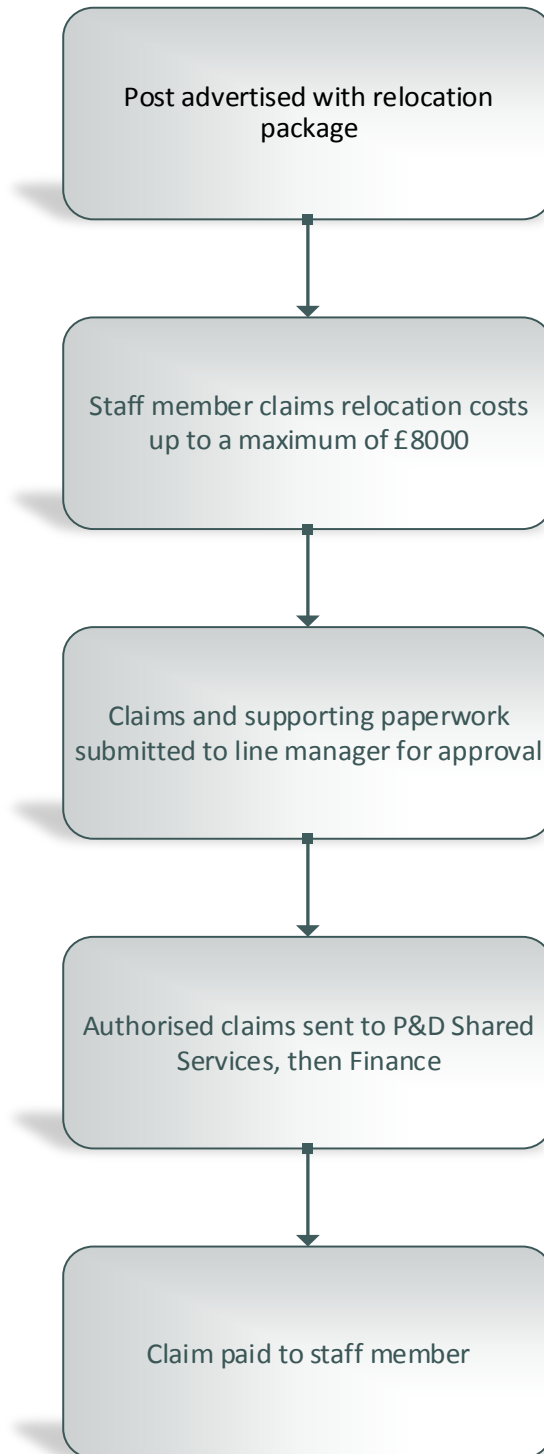 Post advertised with relocation
package
Staff member claims relocation costs
up to a maximum of £8000
Claims and supporting paperwork
submitted to line manager for approval
Authorised claims sent to P&D Shared
Services, then Finance
Claim paid to staff member